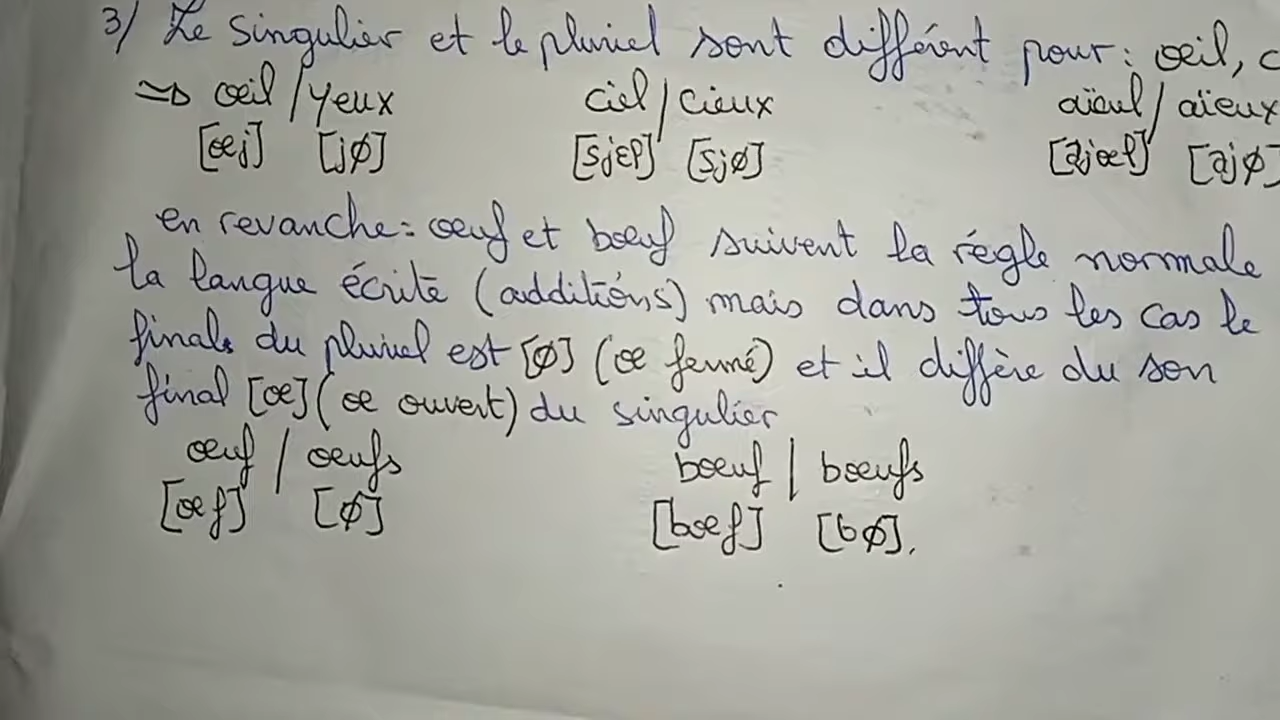 3/ Le singulier et le pluriel sont différent pour: œil, c
=> œil / yeux ciel / cieux aïeul / aïeux
[œj] [jø] [sjɛl] [sjø] [ajœl] [ajø]
en revanche: œuf et bœuf suivent la règle normale
la langue écrite (additions) mais dans tous les cas le
finale du pluriel est [ø] (œ fermé) et il diffère du son
final [œ] (œ ouvert) du singulier
œuf / œufs bœuf | bœufs
[œf] [ø] [bœf] [bø].